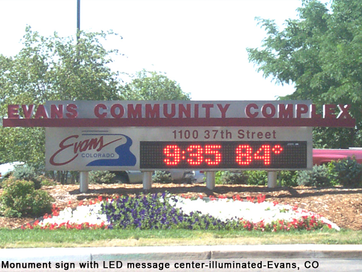 EVANS COMMUNITY COMPLEX
1100 37th Street
Evans
COLORADO
9:35 84°
Monument sign with LED message center-illuminated-Evans, CO